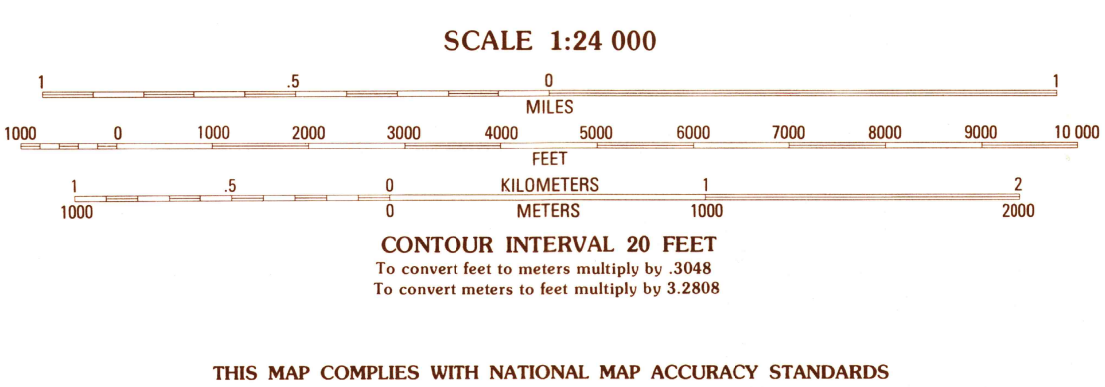 SCALE 1:24 000
1 .5 0 1
MILES
1000 0 1000 2000 3000 4000 5000 6000 7000 8000 9000 10 000
FEET
1 .5 0 KILOMETERS 1 2
1000 0 METERS 1000 2000
CONTOUR INTERVAL 20 FEET
To convert feet to meters multiply by .3048
To convert meters to feet multiply by 3.2808
THIS MAP COMPLIES WITH NATIONAL MAP ACCURACY STANDARDS